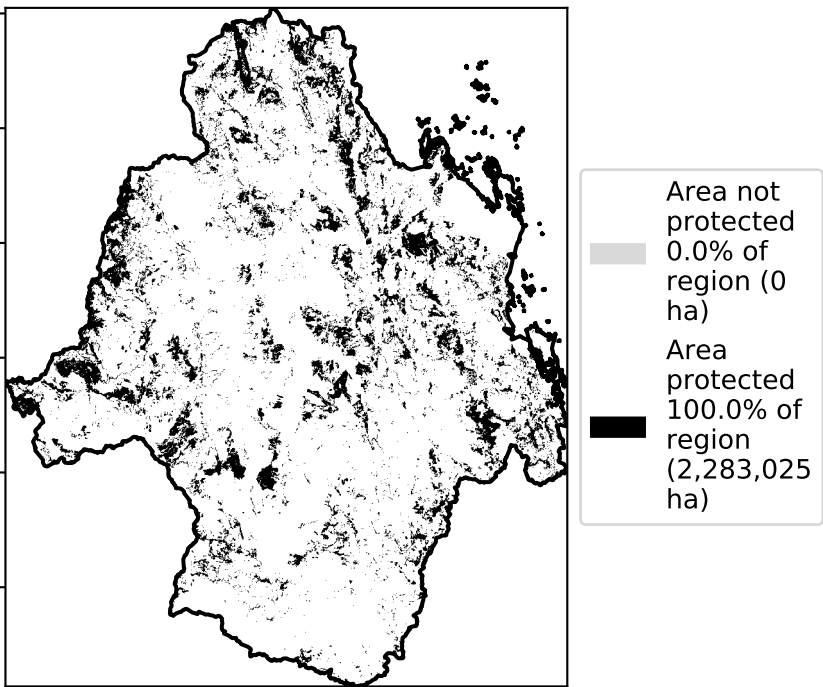 Area not
protected
0.0% of
region (0
ha)
Area
protected
100.0% of
region
(2,283,025
ha)